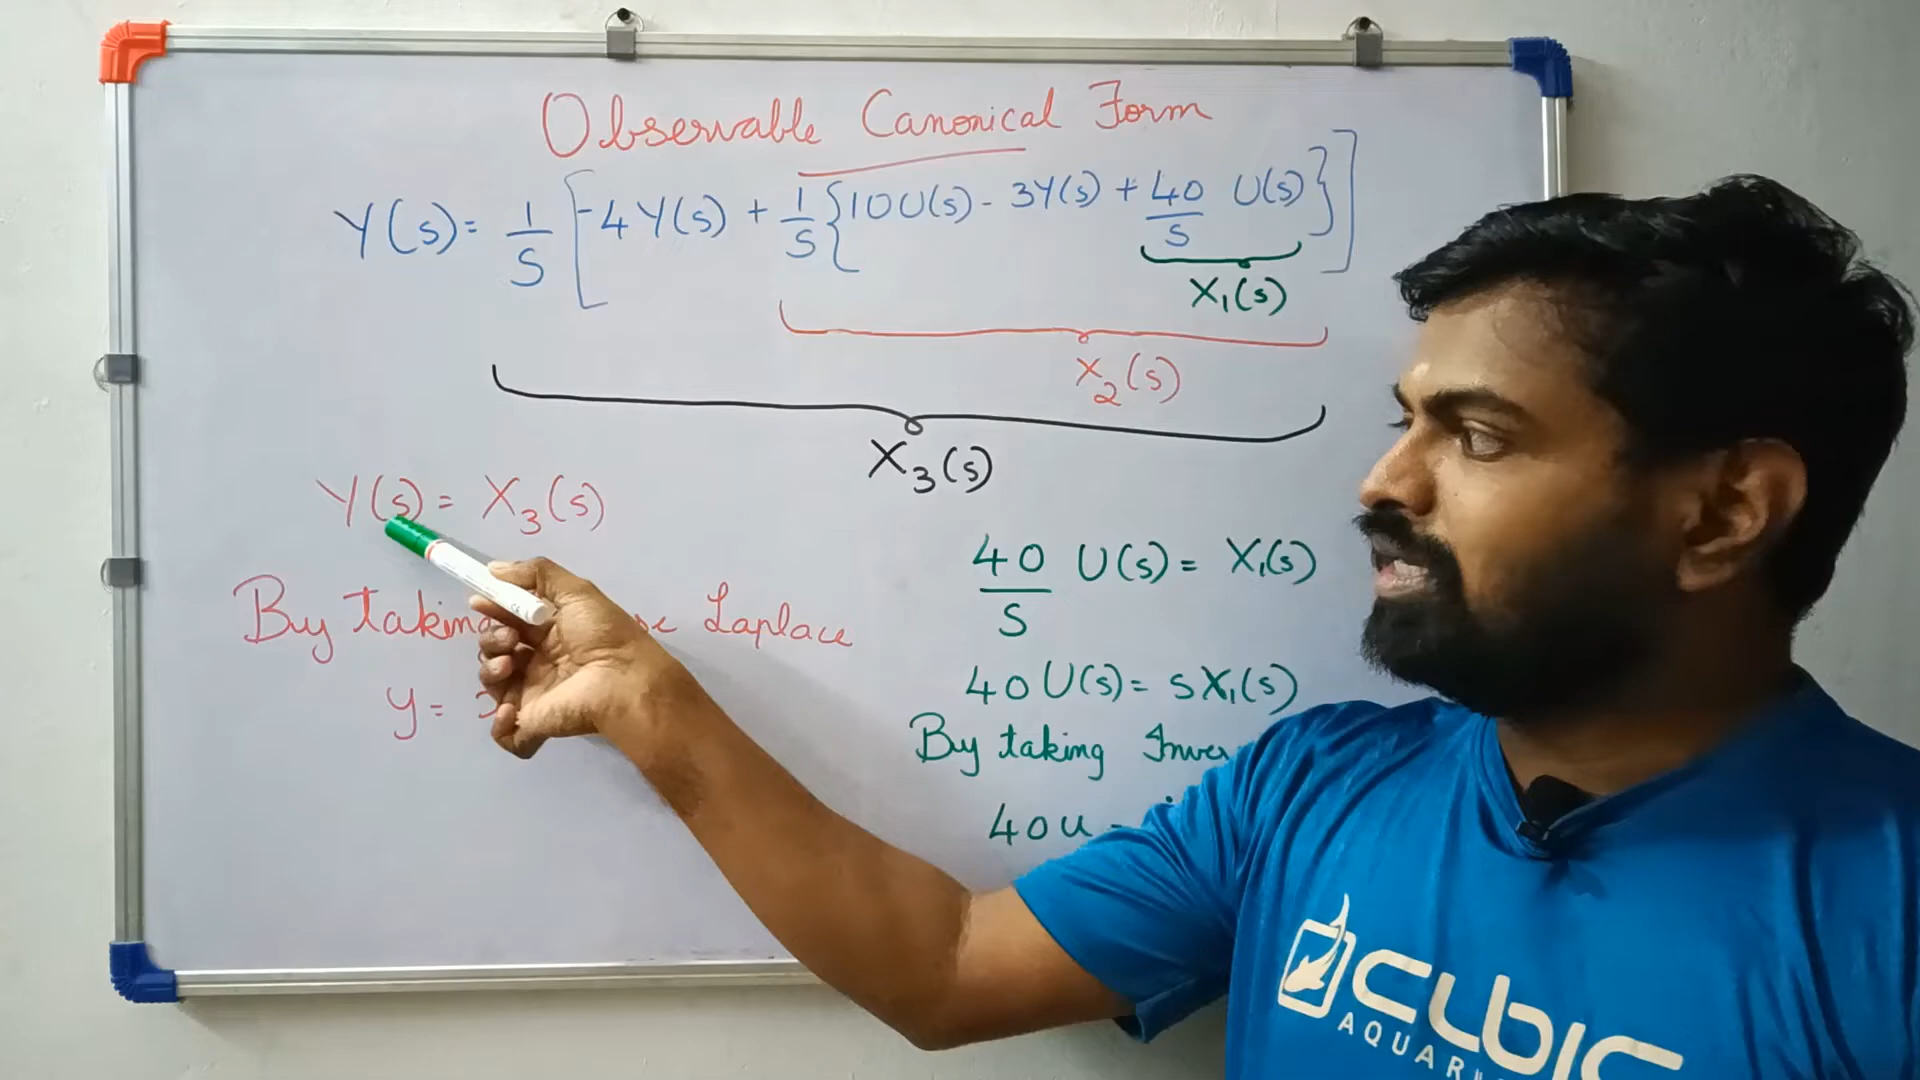 Observable Canonical Form
Y(s) = 1/S [-4Y(s) + 1/S {10U(s) - 3Y(s) + 40/S U(s)}]
X₁(s)
X₂(s)
X₃(s)
Y(s) = X₃(s)
By taking Laplace
y =
40/S U(s) = X₁(s)
40U(s) = sX₁(s)
By taking
40u
CUBIC